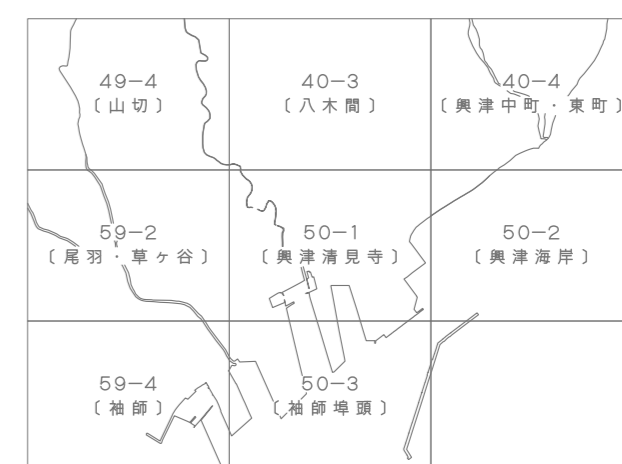 49-4
〔山切〕
40-3
〔八木間〕
40-4
〔興津中町・東町〕
59-2
〔尾羽・草ヶ谷〕
50-1
〔興津清見寺〕
50-2
〔興津海岸〕
59-4
〔袖師〕
50-3
〔袖師埠頭〕